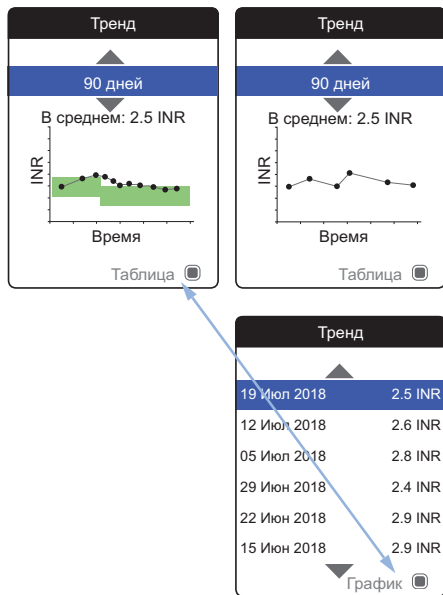 Тренд
90 дней
В среднем: 2.5 INR
INR
Время
Таблица
Тренд
90 дней
В среднем: 2.5 INR
INR
Время
Таблица
Тренд
19 Июл 2018 2.5 INR
12 Июл 2018 2.6 INR
05 Июл 2018 2.8 INR
29 Июн 2018 2.4 INR
22 Июн 2018 2.9 INR
15 Июн 2018 2.9 INR
График